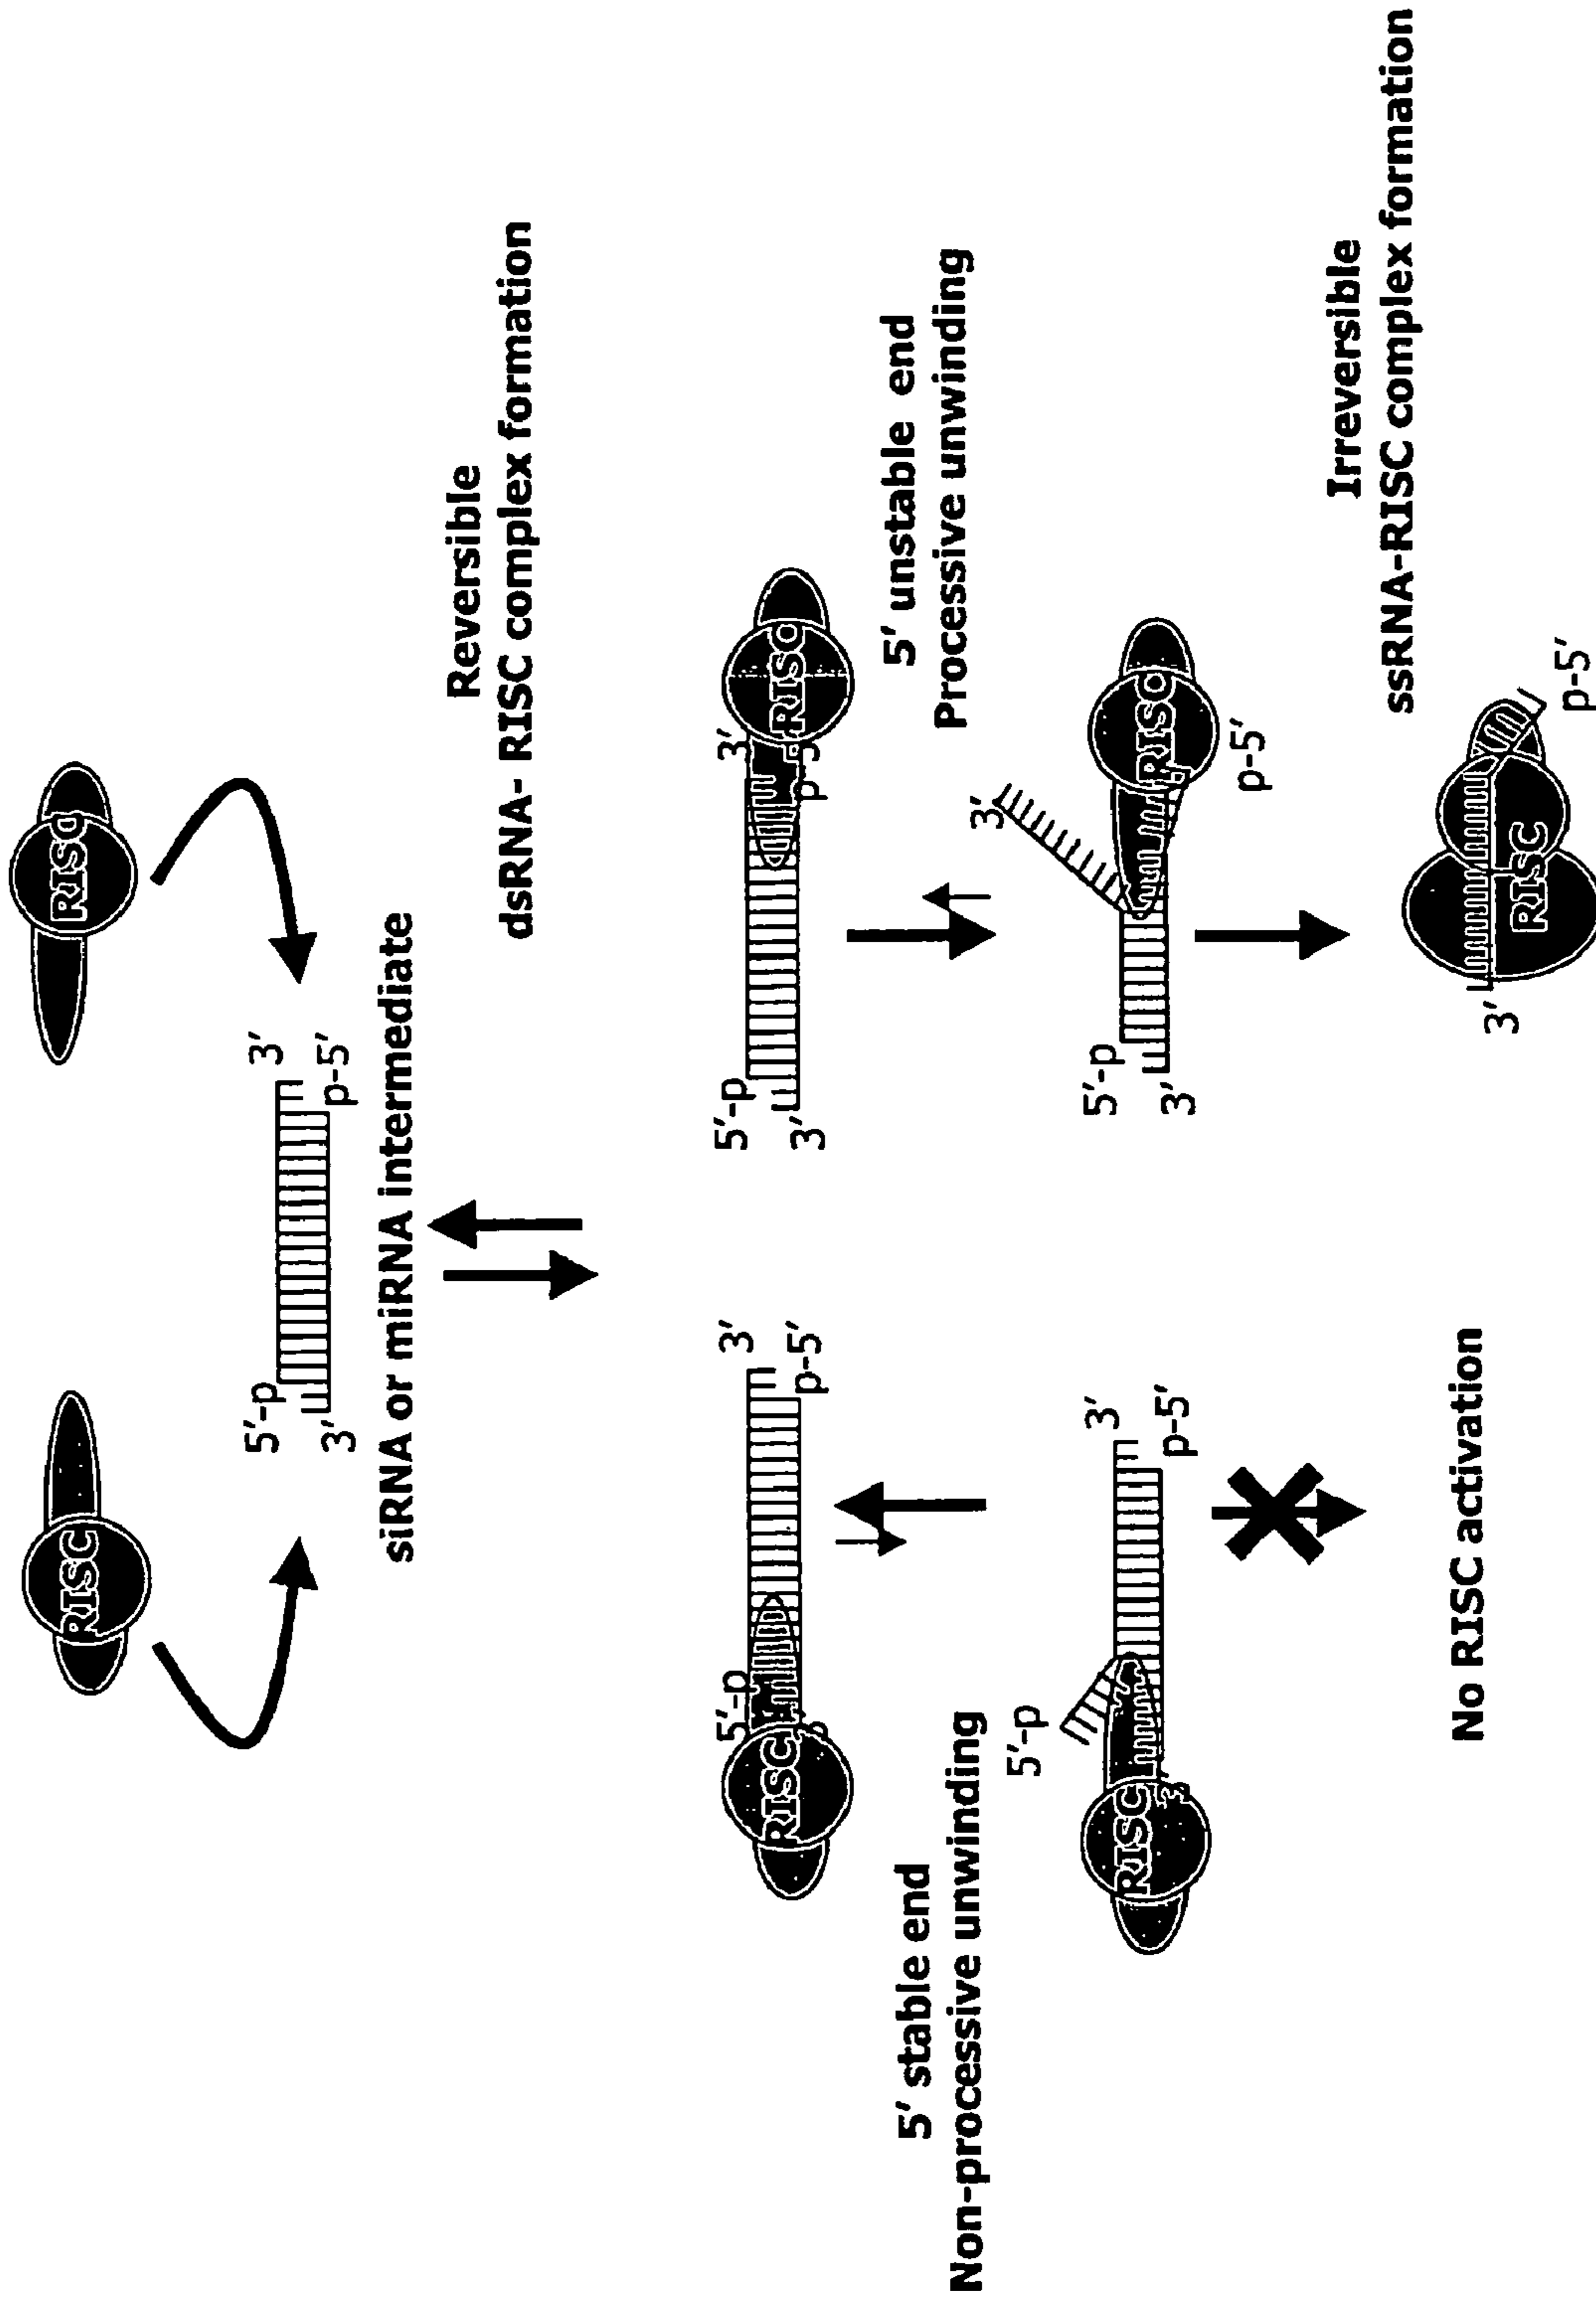 RISC
RISC
5'-p 3'
3' p-5'
siRNA or miRNA intermediate
Reversible
dsRNA- RISC complex formation
5'-p 3'
RISC p-5'
5'-p 3'
3' RISC
5' stable end
Non-processive unwinding
5' unstable end
Processive unwinding
5'-p 3'
RISC p-5'
3'
5'-p RISC
3' p-5'
Irreversible
ssRNA-RISC complex formation
No RISC activation
3' RISC p-5'